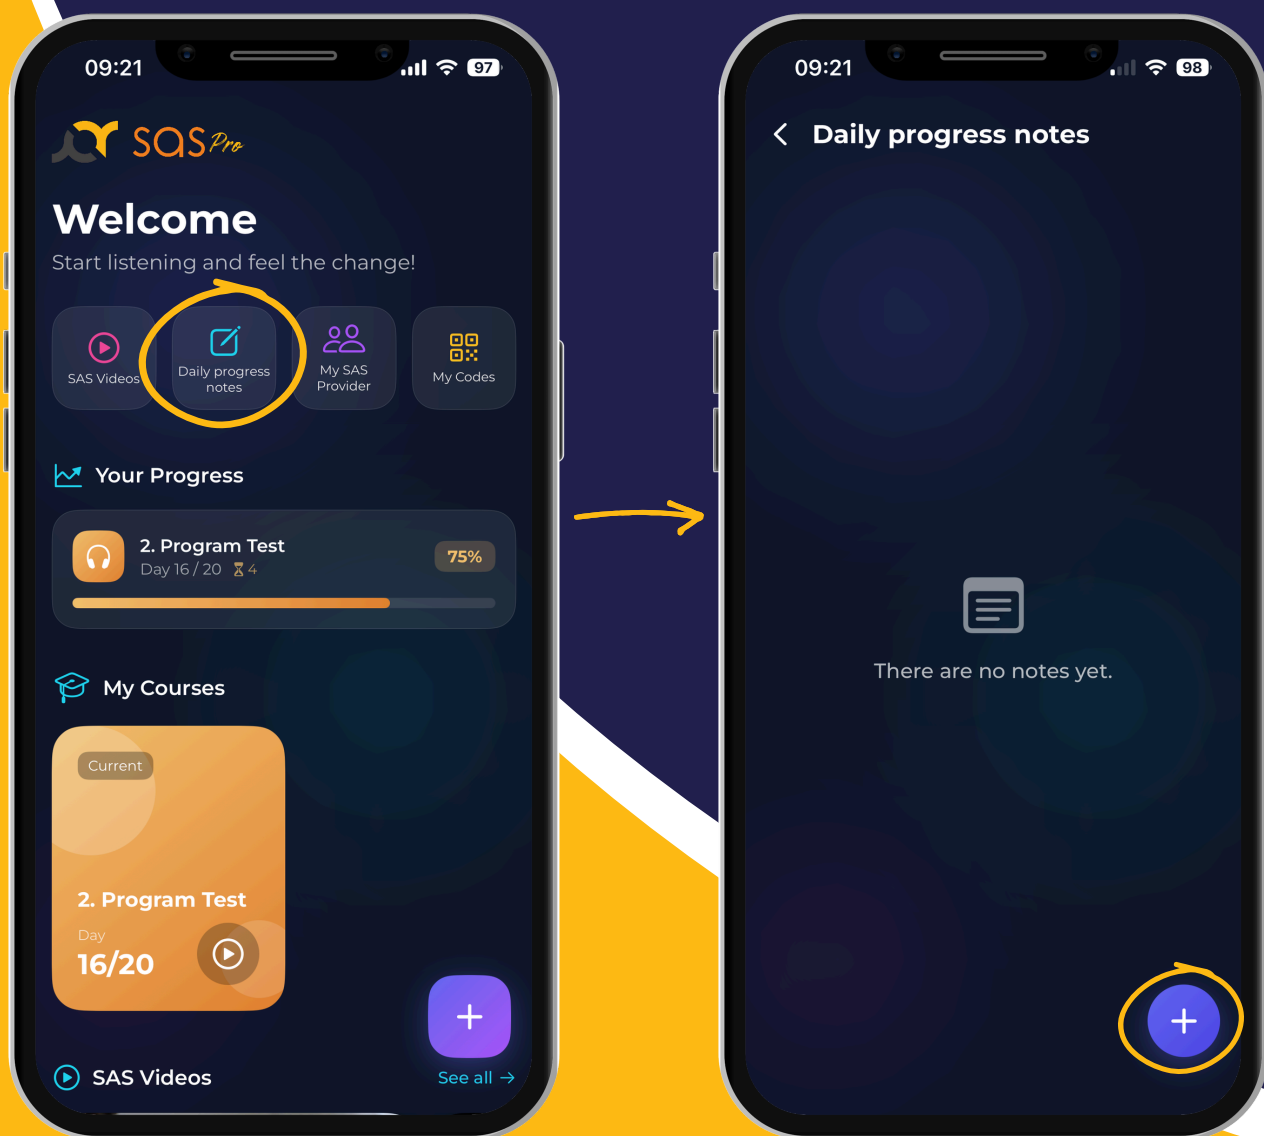 09:21
97
SAS Pro
Welcome
Start listening and feel the change!
SAS Videos
Daily progress
notes
My SAS
Provider
My Codes
Your Progress
2. Program Test
Day 16 / 20 4
75%
My Courses
Current
2. Program Test
Day
16/20
SAS Videos
See all →
09:21
98
Daily progress notes
There are no notes yet.